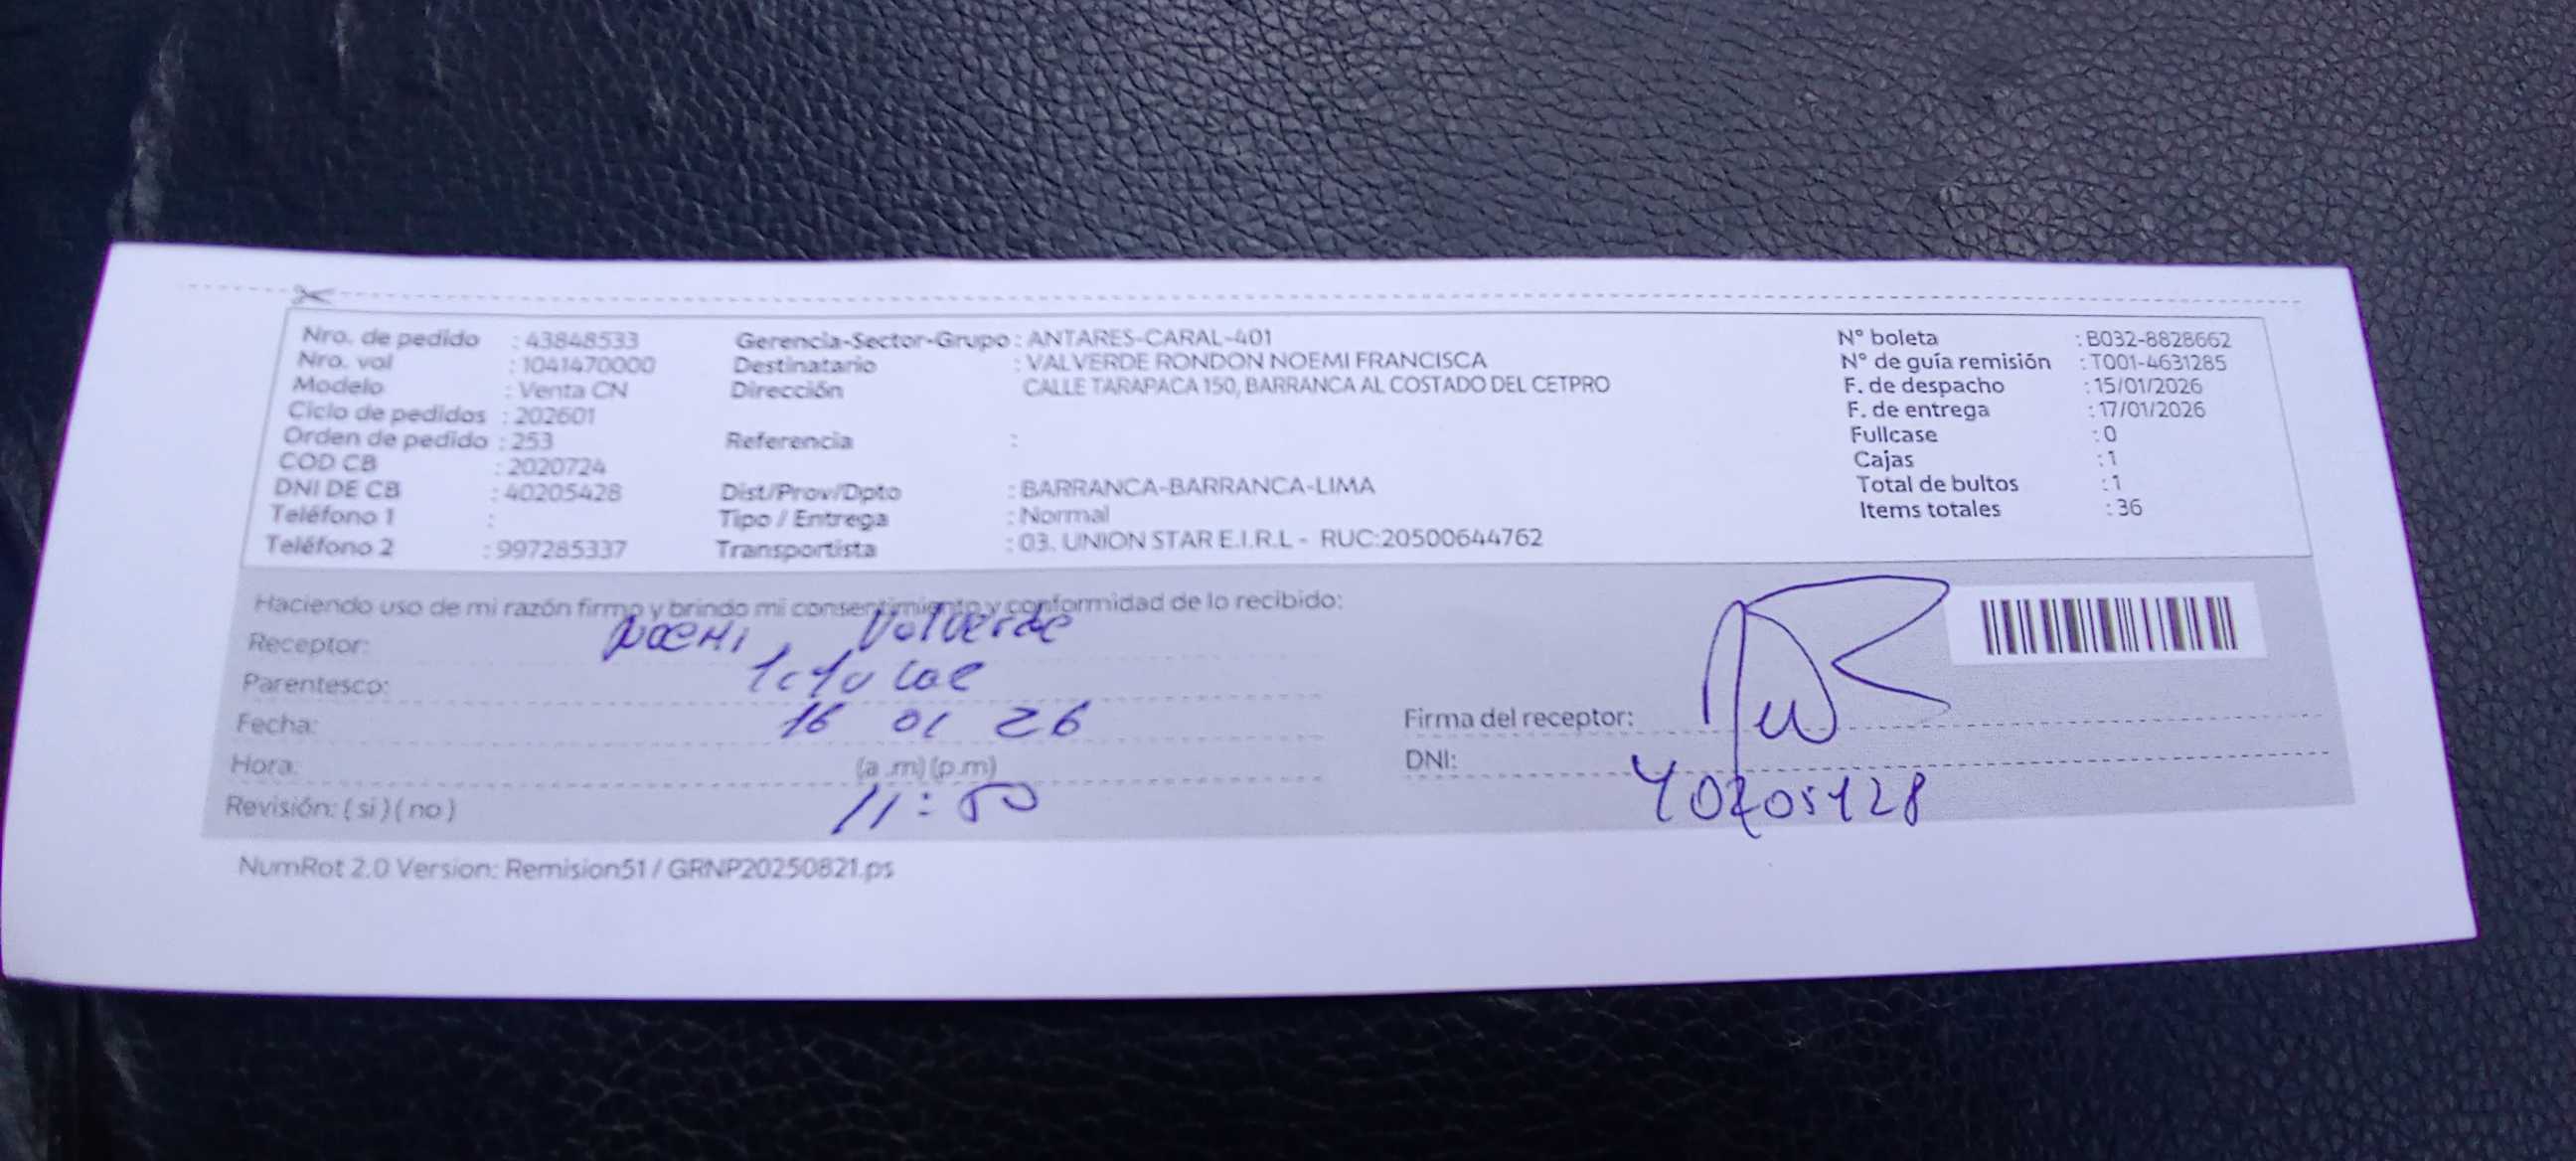 Nro. de pedido : 43848533
Nro. vol : 1041470000
Modelo : Venta CN
Ciclo de pedidos : 202601
Orden de pedido : 253
COD CB : 2020724
DNI DE CB : 40205428
Teléfono 1 :
Teléfono 2 : 997285337
Gerencia-Sector-Grupo : ANTARES-CARAL-401
Destinatario : VALVERDE RONDON NOEMI FRANCISCA
Dirección CALLE TARAPACA 150, BARRANCA AL COSTADO DEL CETPRO
Referencia :
Dist/Prov/Dpto : BARRANCA-BARRANCA-LIMA
Tipo / Entrega : Normal
Transportista : 03. UNION STAR E.I.R.L - RUC:20500644762
N° boleta : B032-8828662
N° de guía remisión : T001-4631285
F. de despacho : 15/01/2026
F. de entrega : 17/01/2026
Fullcase : 0
Cajas : 1
Total de bultos : 1
Items totales : 36
Haciendo uso de mi razón firmo y brindo mi consentimiento y conformidad de lo recibido:
Receptor: NOEMI Valverde
Parentesco: Titular
Fecha: 16 01 26
Hora: (a .m) (p.m)
11:50
Revisión: ( si ) ( no )
Firma del receptor:
DNI: 40205428
NumRot 2.0 Version: Remision51 / GRNP20250821.ps